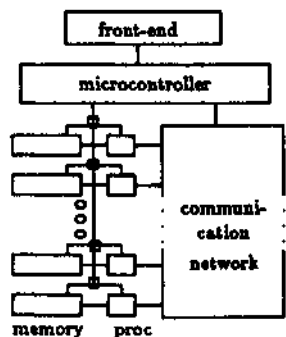 front-end
microcontroller
communi-
cation
network
memory proc